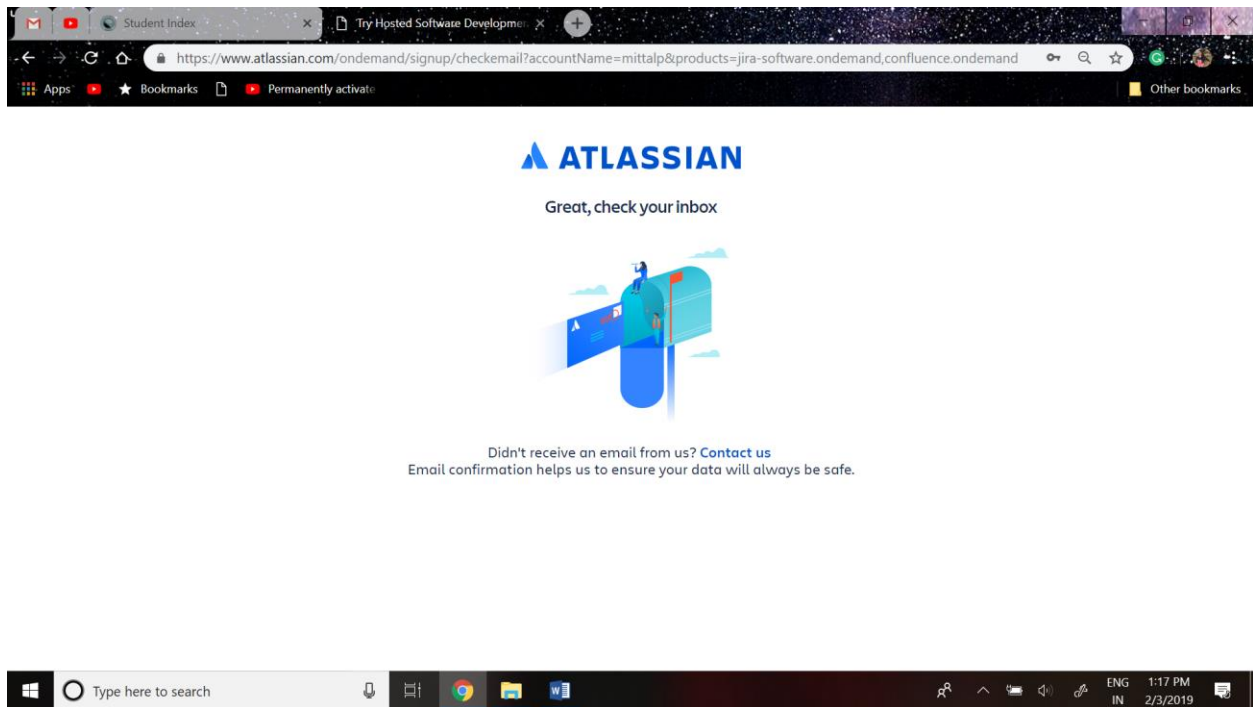 Student Index
Try Hosted Software Developme
https://www.atlassian.com/ondemand/signup/checkemail?accountName=mittalp&products=jira-software.ondemand,confluence.ondemand
Apps
Bookmarks
Permanently activate
Other bookmarks
ATLASSIAN
Great, check your inbox
Didn't receive an email from us? Contact us
Email confirmation helps us to ensure your data will always be safe.
Type here to search
ENG
IN
1:17 PM
2/3/2019